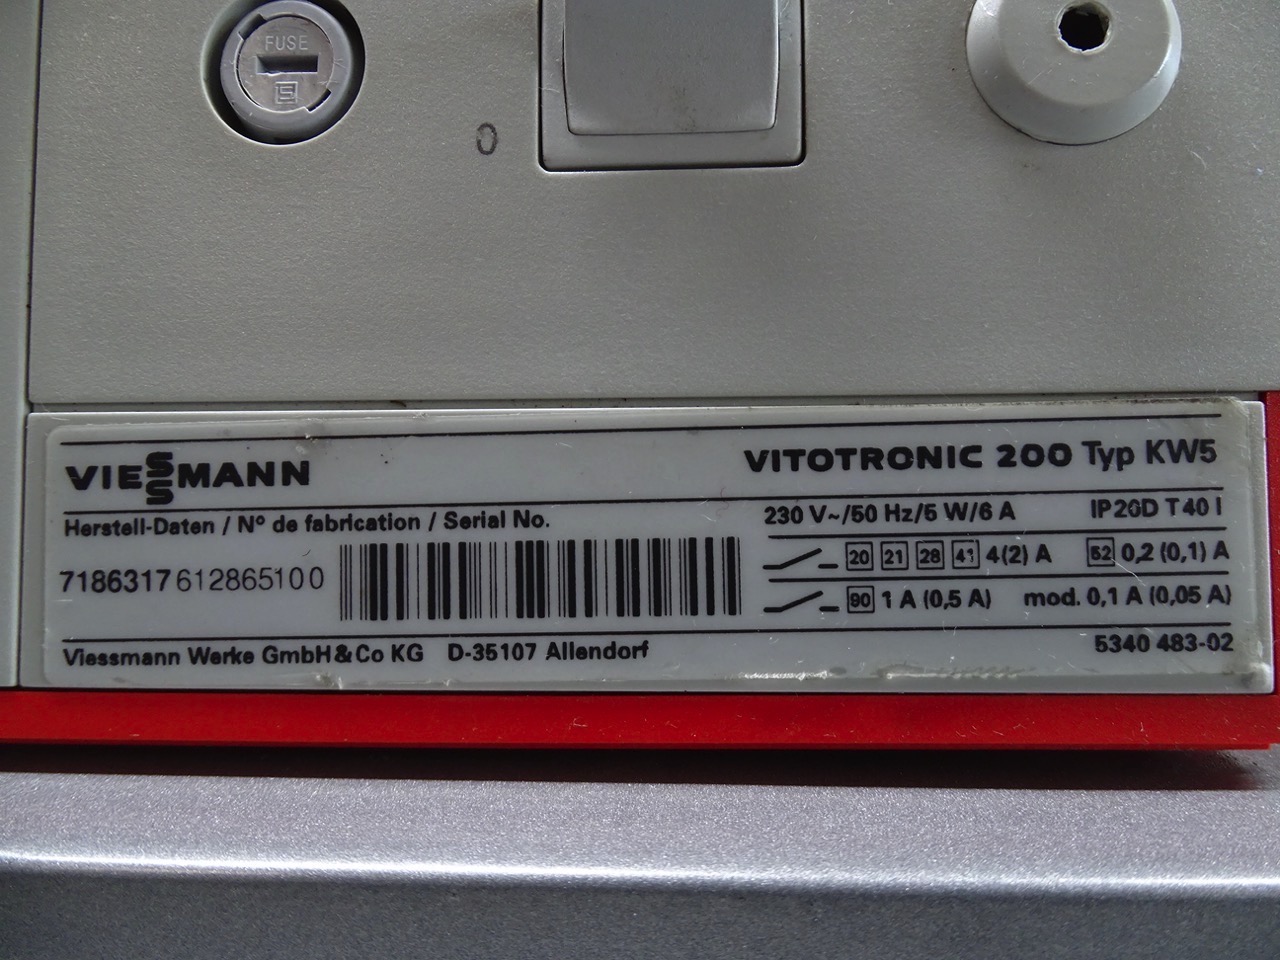 FUSE
0
VIESSMANN
VITOTRONIC 200 Typ KW5
Herstell-Daten / Nº de fabrication / Serial No.
230 V~/50 Hz/5 W/6 A IP20D T40 I
20 21 28 41 4(2) A 52 0,2 (0,1) A
7186317612865100
90 1 A (0,5 A) mod. 0,1 A (0,05 A)
Viessmann Werke GmbH&Co KG D-35107 Allendorf
5340 483-02